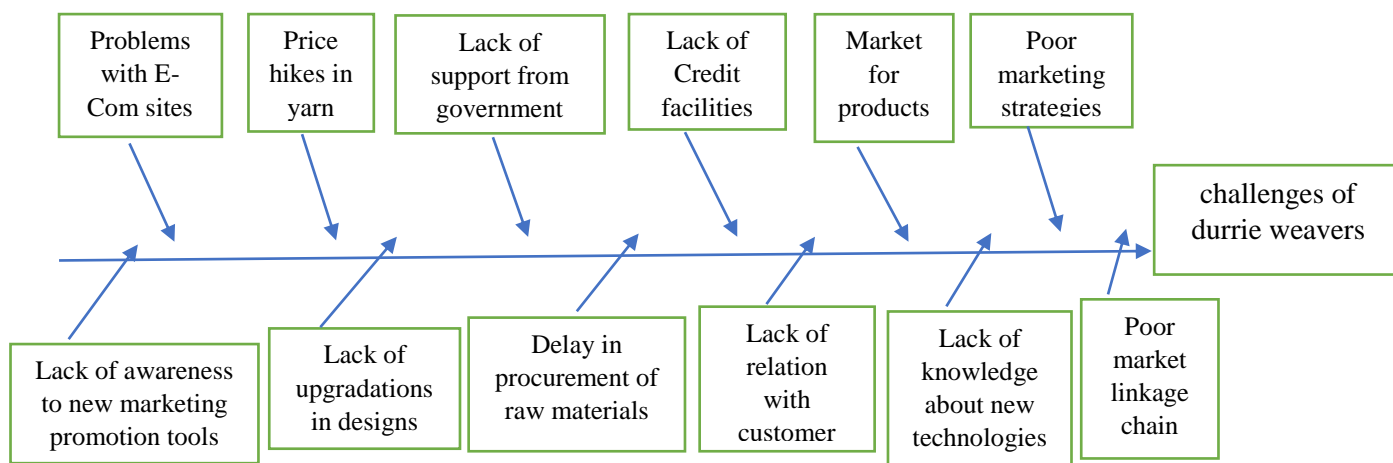 Problems
with E-
Com sites
Price
hikes in
yarn
Lack of
support from
government
Lack of
Credit
facilities
Market
for
products
Poor
marketing
strategies
challenges of
durrie weavers
Lack of awareness
to new marketing
promotion tools
Lack of
upgradations
in designs
Delay in
procurement of
raw materials
Lack of
relation
with
customer
Lack of
knowledge
about new
technologies
Poor
market
linkage
chain